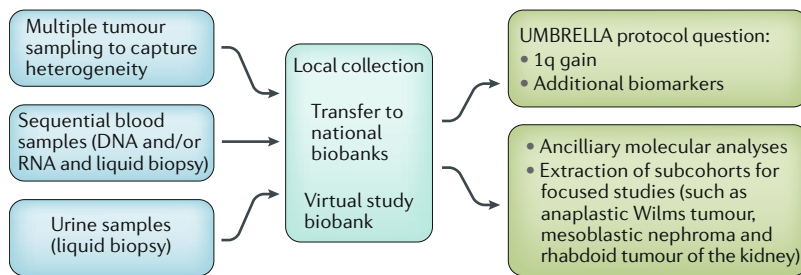 Multiple tumour
sampling to capture
heterogeneity
Sequential blood
samples (DNA and/or
RNA and liquid biopsy)
Urine samples
(liquid biopsy)
Local collection
Transfer to
national
biobanks
Virtual study
biobank
UMBRELLA protocol question:
• 1q gain
• Additional biomarkers
• Ancilliary molecular analyses
• Extraction of subcohorts for
focused studies (such as
anaplastic Wilms tumour,
mesoblastic nephroma and
rhabdoid tumour of the kidney)